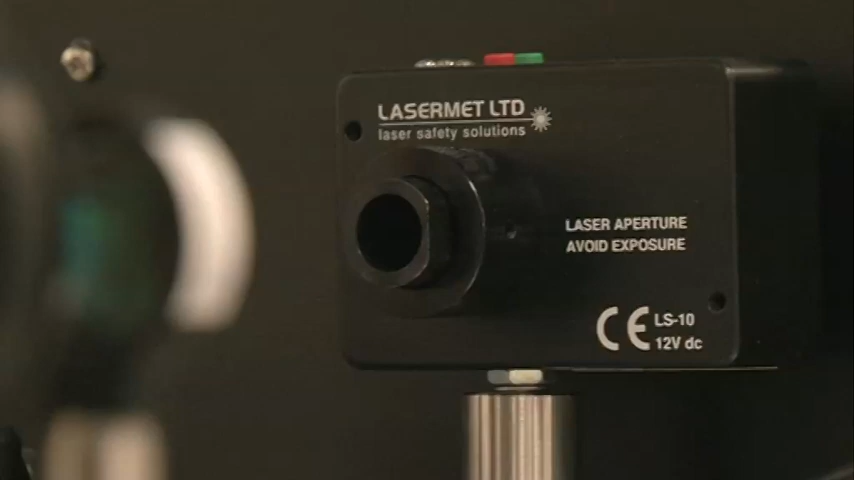 LASERMET LTD
laser safety solutions
LASER APERTURE
AVOID EXPOSURE
CE LS-10
12V dc